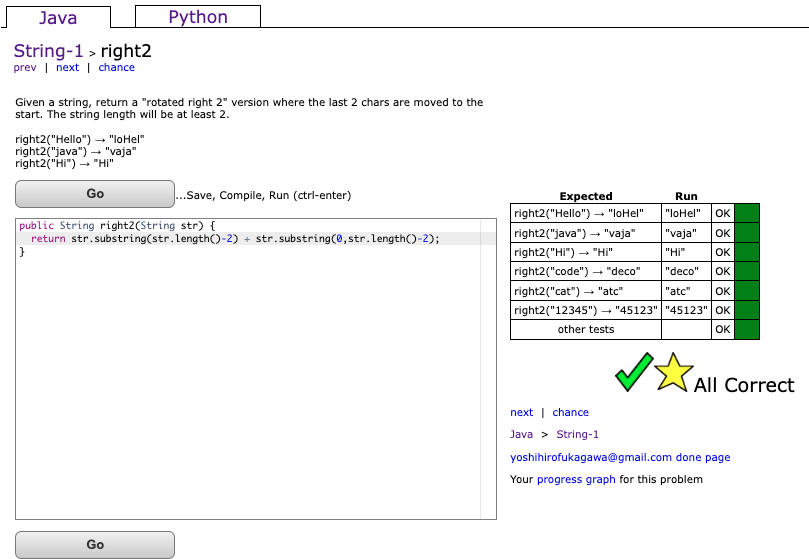 Java Python
String-1 > right2
prev | next | chance
Given a string, return a "rotated right 2" version where the last 2 chars are moved to the
start. The string length will be at least 2.
right2("Hello") → "loHel"
right2("java") → "vaja"
right2("Hi") → "Hi"
Go ...Save, Compile, Run (ctrl-enter)
public String right2(String str) {
return str.substring(str.length()-2) + str.substring(0,str.length()-2);
}
Go
Expected Run
right2("Hello") → "loHel" "loHel" OK
right2("java") → "vaja" "vaja" OK
right2("Hi") → "Hi" "Hi" OK
right2("code") → "deco" "deco" OK
right2("cat") → "atc" "atc" OK
right2("12345") → "45123" "45123" OK
other tests OK
All Correct
next | chance
Java > String-1
yoshihirofukagawa@gmail.com done page
Your progress graph for this problem